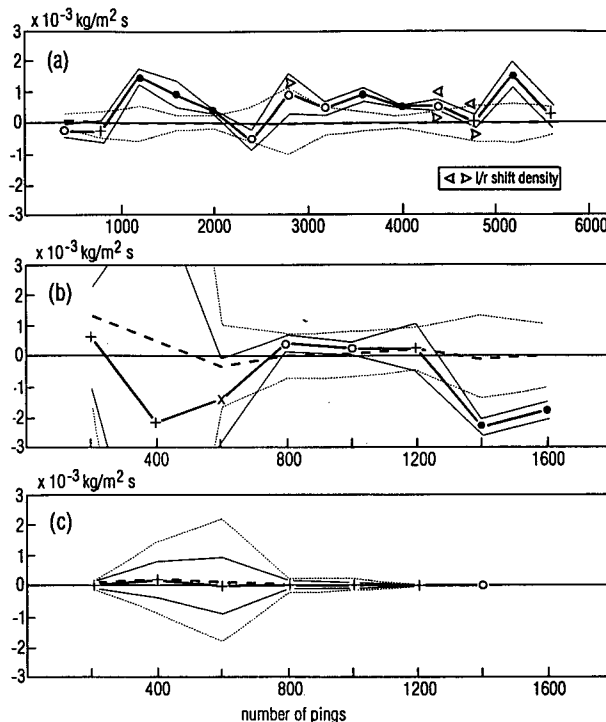 x 10⁻³ kg/m² s
(a)
3
2
1
0
-1
-2
-3
◁ ▷ l/r shift density
1000 2000 3000 4000 5000 6000
x 10⁻³ kg/m² s
(b)
3
2
1
0
-1
-2
-3
400 800 1200 1600
x 10⁻³ kg/m² s
(c)
3
2
1
0
-1
-2
-3
400 800 1200 1600
number of pings